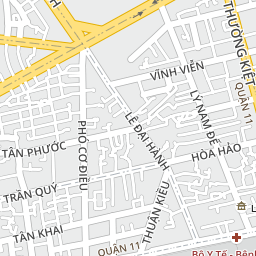 H
THƯỜNG KIỆT
VĨNH VIỄN
LÝ NAM ĐẾ
QUẬN 11
LÊ ĐẠI HÀNH
PHÓ CƠ ĐIỀU
TÂN PHƯỚC
HÒA HẢO
TRẦN QUÝ
THUẬN KIỀU
TÂN KHAI
QUẬN 11
L
Bộ Y Tế - Bệnh